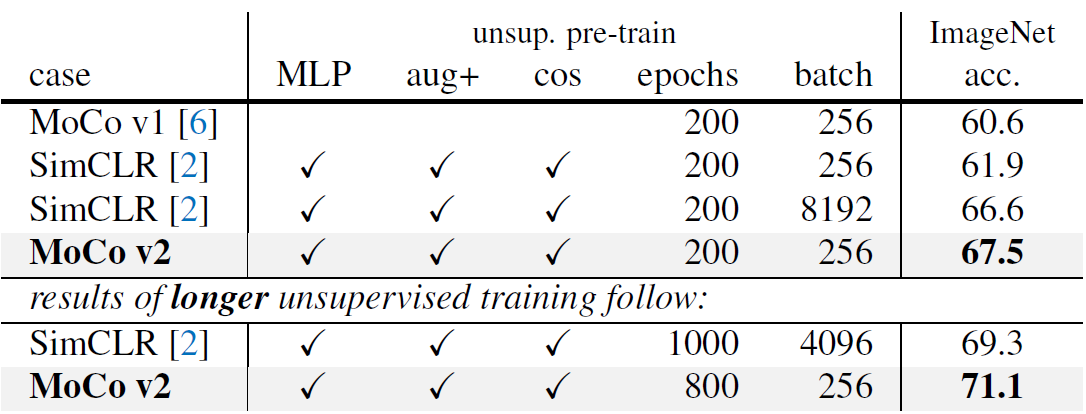 unsup. pre-train ImageNet
case MLP aug+ cos epochs batch acc.
MoCo v1 [6] 200 256 60.6
SimCLR [2] ✓ ✓ ✓ 200 256 61.9
SimCLR [2] ✓ ✓ ✓ 200 8192 66.6
MoCo v2 ✓ ✓ ✓ 200 256 67.5
results of longer unsupervised training follow:
SimCLR [2] ✓ ✓ ✓ 1000 4096 69.3
MoCo v2 ✓ ✓ ✓ 800 256 71.1